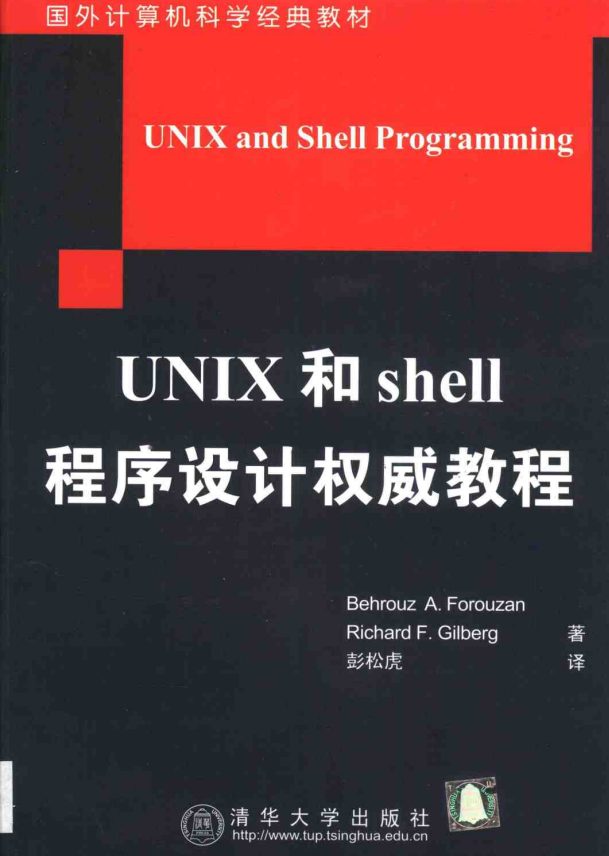 国外计算机科学经典教材
UNIX and Shell Programming
UNIX 和 shell
程序设计权威教程
Behrouz A. Forouzan
Richard F. Gilberg 著
彭松虎 译
清华大学出版社
http://www.tup.tsinghua.edu.cn